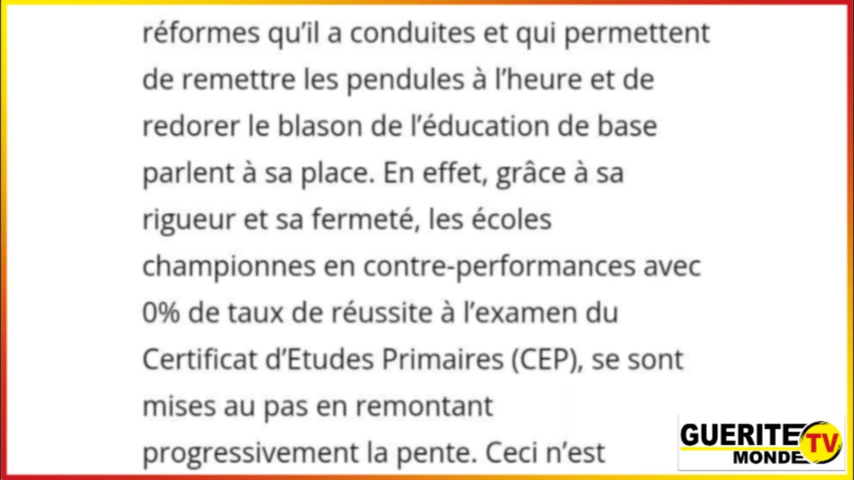 réformes qu’il a conduites et qui permettent
de remettre les pendules à l’heure et de
redorer le blason de l’éducation de base
parlent à sa place. En effet, grâce à sa
rigueur et sa fermeté, les écoles
championnes en contre-performances avec
0% de taux de réussite à l’examen du
Certificat d’Etudes Primaires (CEP), se sont
mises au pas en remontant
progressivement la pente. Ceci n’est
GUERITE
MONDE
TV